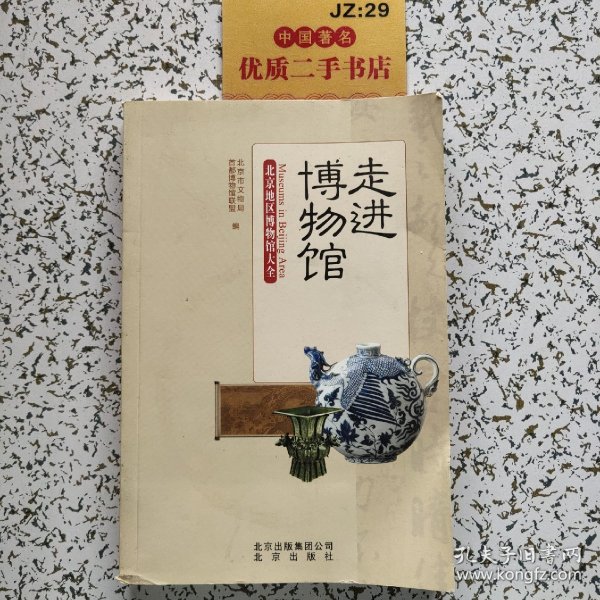 JZ:29
中国著名
优质二手书店
走进
博物馆
Museums in Beijing Area
北京地区博物馆大全
北京市文物局
首都博物馆联盟
编
北京出版集团公司
北京出版社
孔夫子旧书网
www.kongfz.com